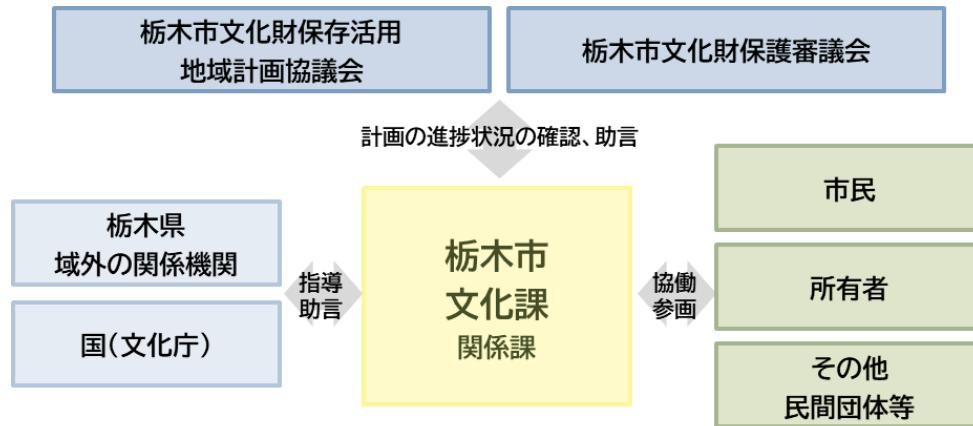 栃木市文化財保存活用
地域計画協議会
栃木市文化財保護審議会
計画の進捗状況の確認、助言
栃木県
域外の関係機関
国(文化庁)
指導
助言
栃木市
文化課
関係課
協働
参画
市民
所有者
その他
民間団体等